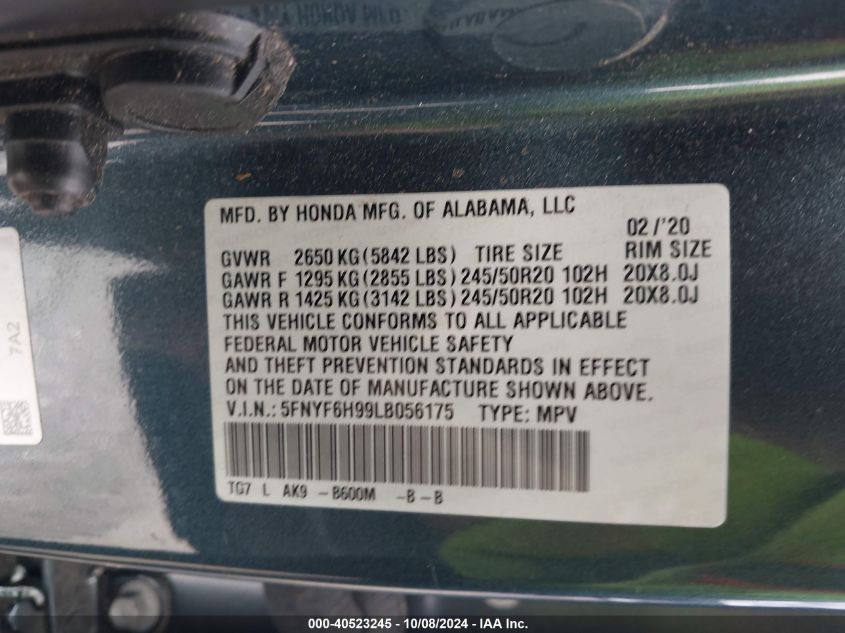 MFD. BY HONDA MFG. OF ALABAMA, LLC
02/'20
GVWR 2650 KG (5842 LBS) TIRE SIZE RIM SIZE
GAWR F 1295 KG (2855 LBS) 245/50R20 102H 20X8.0J
GAWR R 1425 KG (3142 LBS) 245/50R20 102H 20X8.0J
THIS VEHICLE CONFORMS TO ALL APPLICABLE
FEDERAL MOTOR VEHICLE SAFETY
AND THEFT PREVENTION STANDARDS IN EFFECT
ON THE DATE OF MANUFACTURE SHOWN ABOVE.
V.I.N.: 5FNYF6H99LB056175 TYPE: MPV
TG7 L AK9 -B600M -B-B
7A2
000-40523245 - 10/08/2024 - IAA Inc.